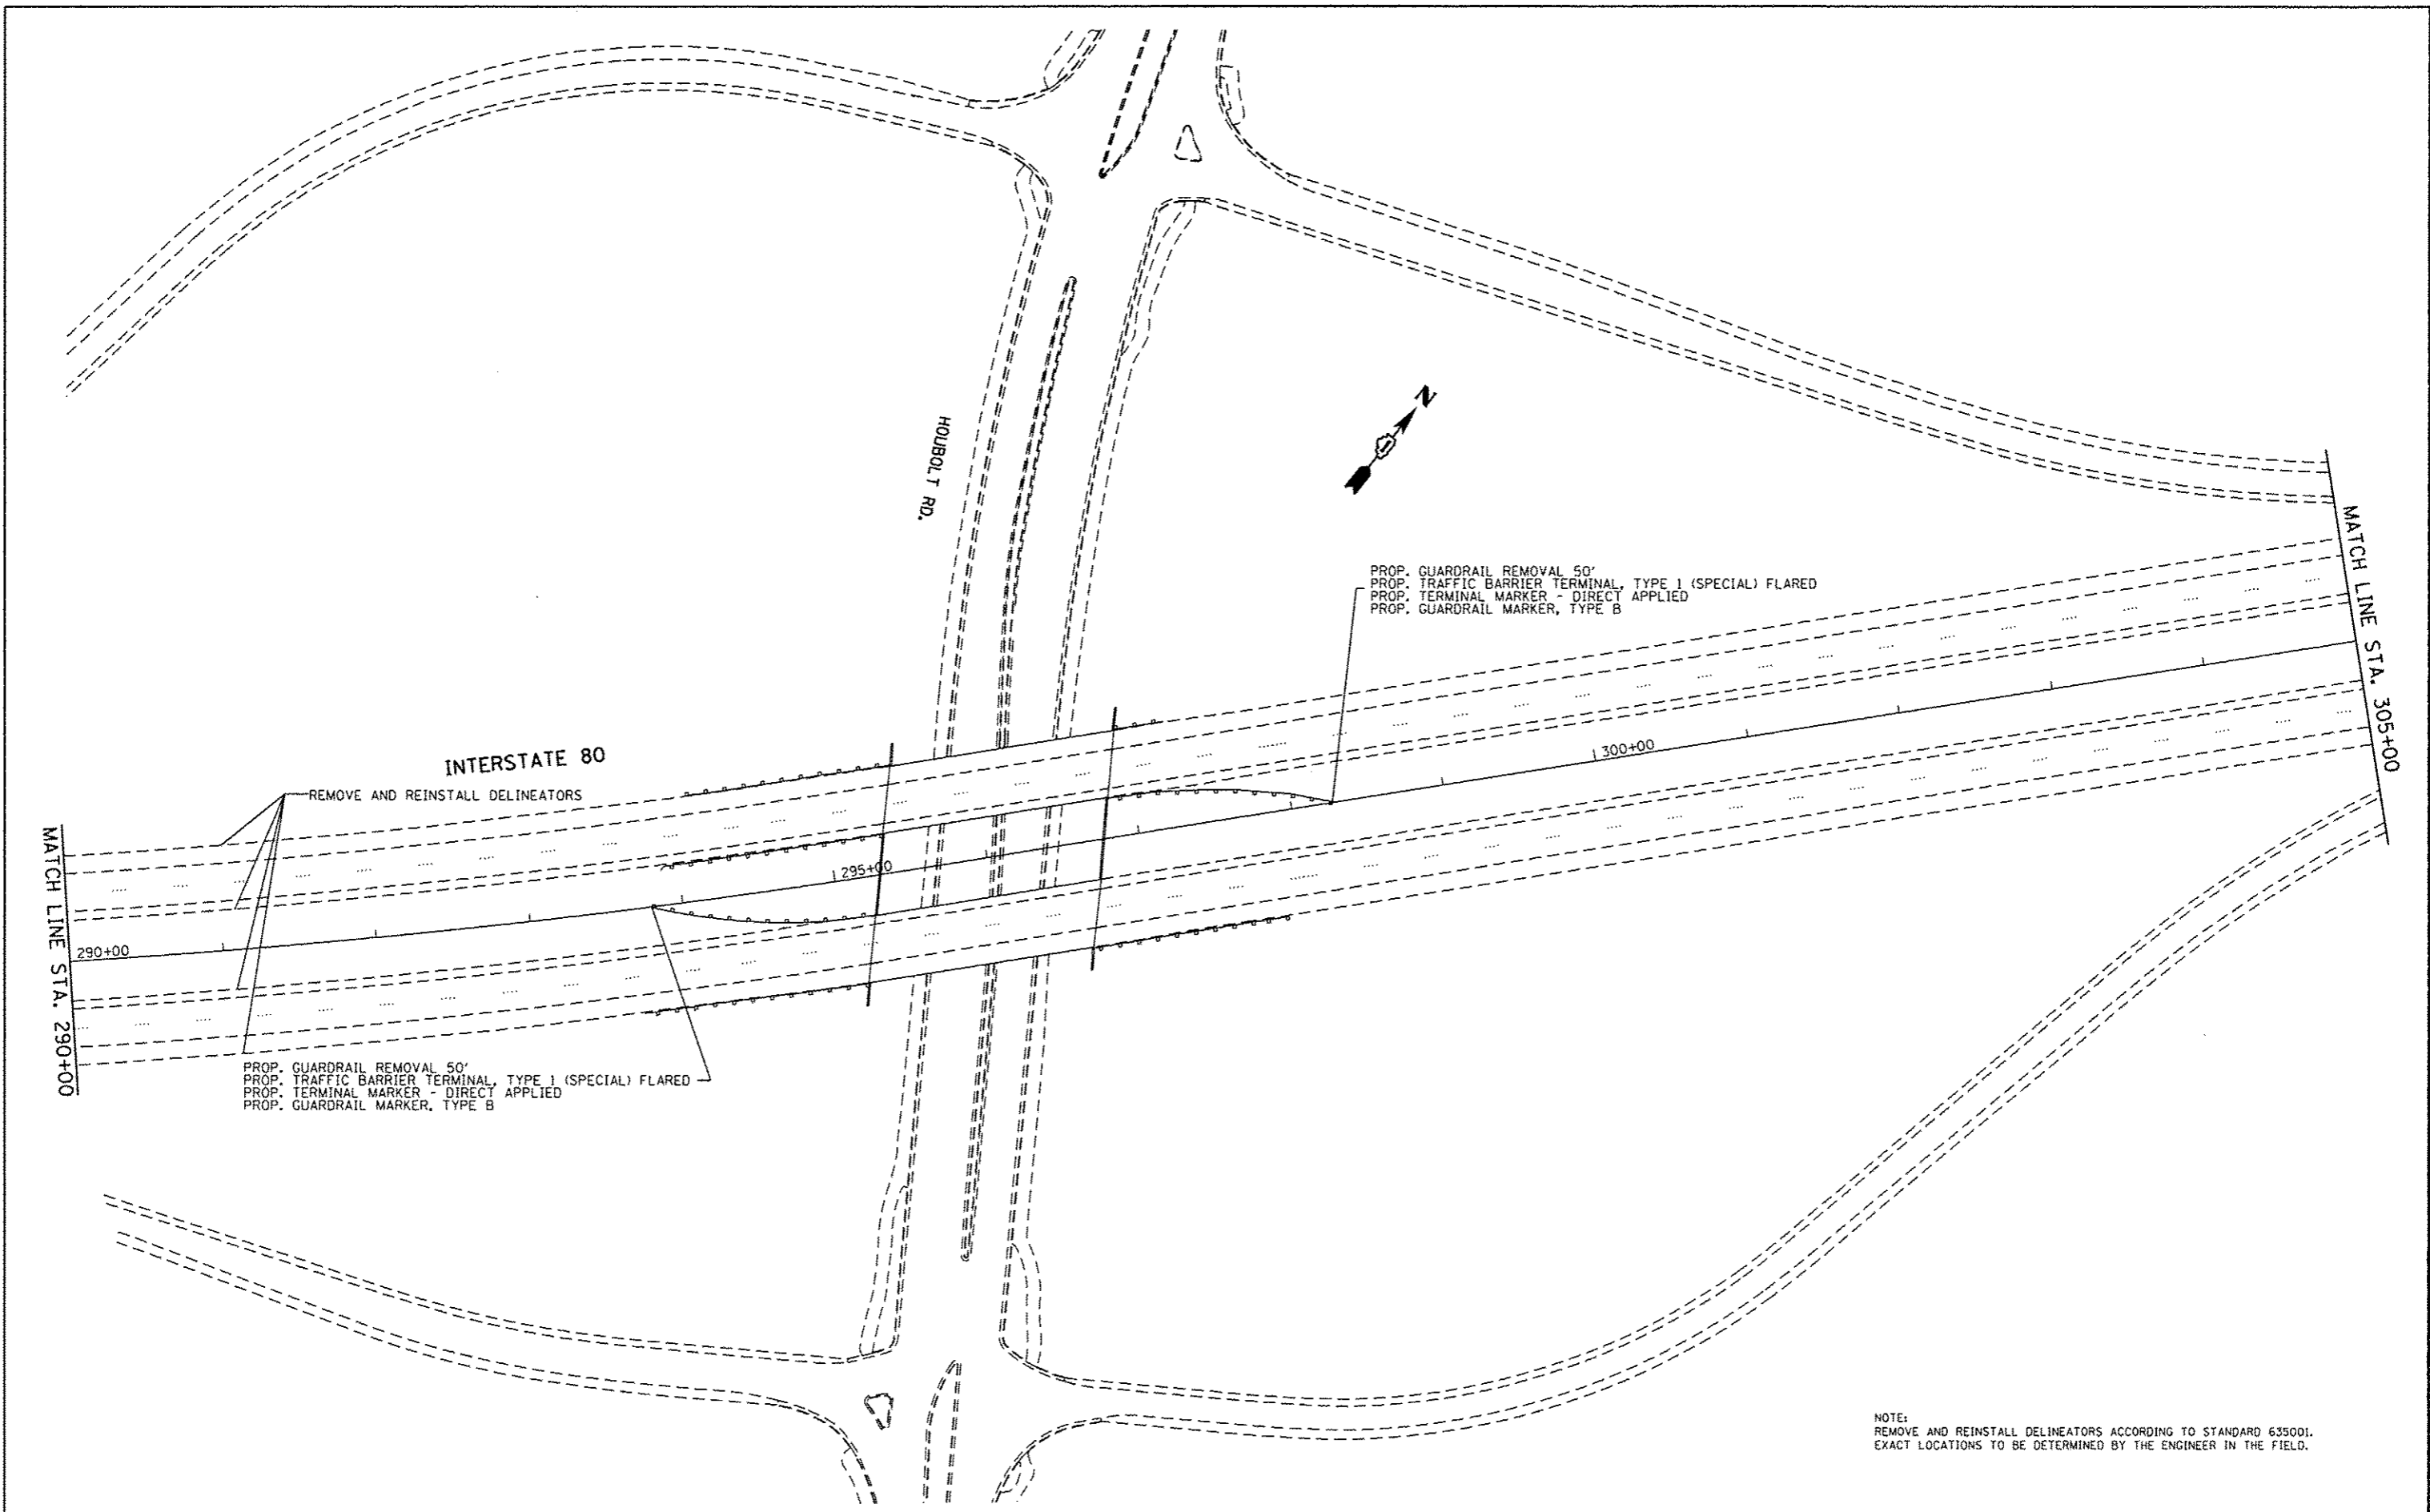 HOUBOLT RD.
N
PROP. GUARDRAIL REMOVAL 50'
PROP. TRAFFIC BARRIER TERMINAL, TYPE 1 (SPECIAL) FLARED
PROP. TERMINAL MARKER - DIRECT APPLIED
PROP. GUARDRAIL MARKER, TYPE B
MATCH LINE STA. 305+00
INTERSTATE 80
300+00
REMOVE AND REINSTALL DELINEATORS
295+00
MATCH LINE STA. 290+00
290+00
PROP. GUARDRAIL REMOVAL 50'
PROP. TRAFFIC BARRIER TERMINAL, TYPE 1 (SPECIAL) FLARED
PROP. TERMINAL MARKER - DIRECT APPLIED
PROP. GUARDRAIL MARKER, TYPE B
NOTE:
REMOVE AND REINSTALL DELINEATORS ACCORDING TO STANDARD 635001.
EXACT LOCATIONS TO BE DETERMINED BY THE ENGINEER IN THE FIELD.